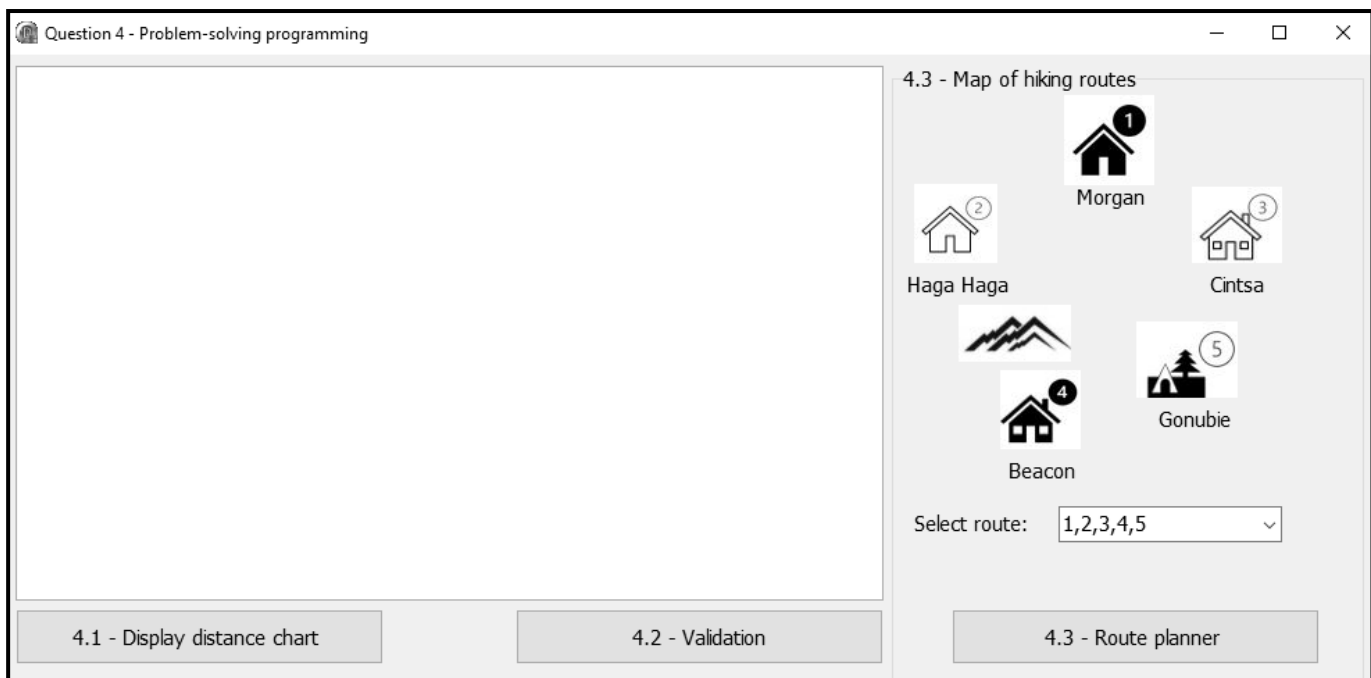 Question 4 - Problem-solving programming
4.3 - Map of hiking routes
1
Morgan
2
3
Haga Haga
Cintsa
5
4
Gonubie
Beacon
Select route: 1,2,3,4,5
4.1 - Display distance chart
4.2 - Validation
4.3 - Route planner